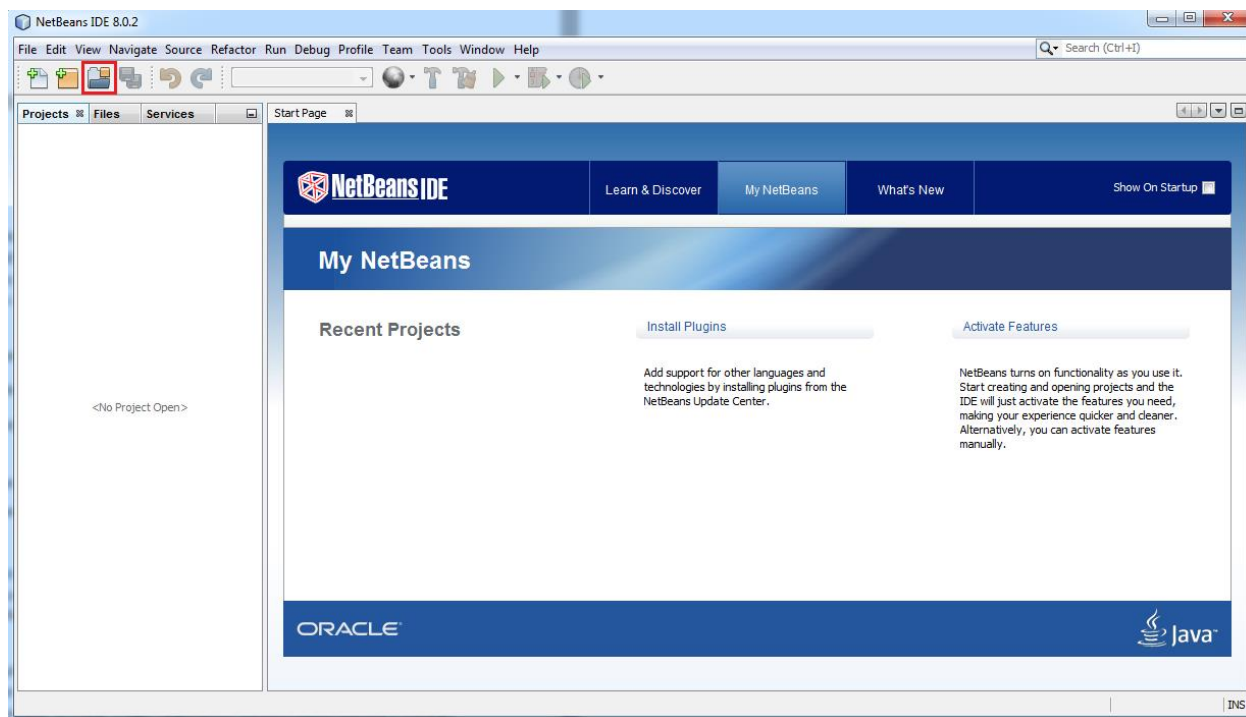 NetBeans IDE 8.0.2
File Edit View Navigate Source Refactor Run Debug Profile Team Tools Window Help
Search (Ctrl+I)
Projects Files Services
Start Page
NetBeans IDE
Learn & Discover
My NetBeans
What's New
Show On Startup
My NetBeans
Recent Projects
<No Project Open>
Install Plugins
Add support for other languages and
technologies by installing plugins from the
NetBeans Update Center.
Activate Features
NetBeans turns on functionality as you use it.
Start creating and opening projects and the
IDE will just activate the features you need,
making your experience quicker and cleaner.
Alternatively, you can activate features
manually.
ORACLE
Java
INS